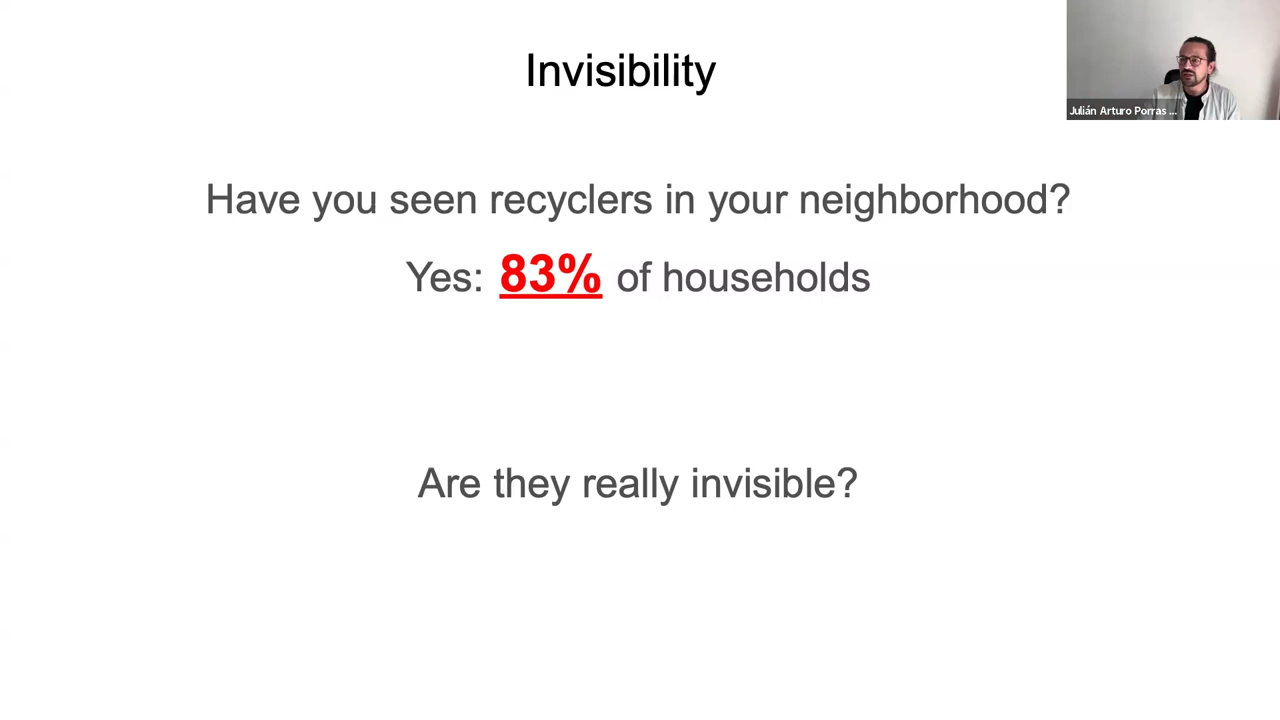 Invisibility
Julián Arturo Porras ...
Have you seen recyclers in your neighborhood?
Yes: 83% of households
Are they really invisible?